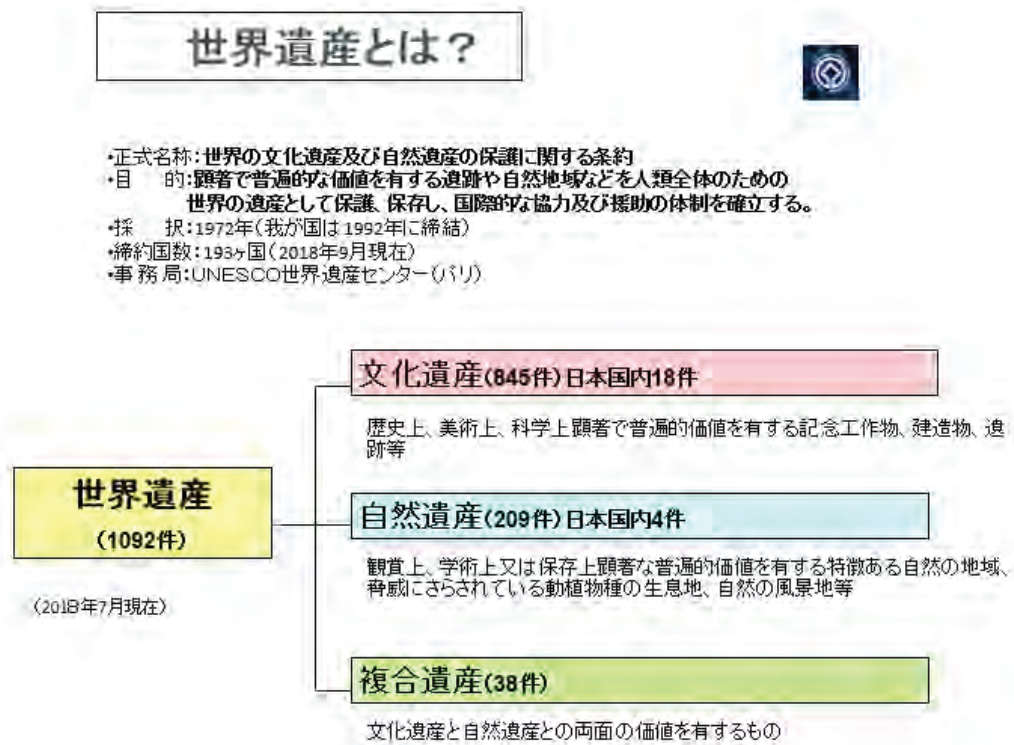 世界遺産とは？
・正式名称：世界の文化遺産及び自然遺産の保護に関する条約
・目　的：顕著で普遍的な価値を有する遺跡や自然地域などを人類全体のための
世界の遺産として保護、保存し、国際的な協力及び援助の体制を確立する。
・採　択：1972年（我が国は1992年に締結）
・締約国数：193ヶ国（2018年9月現在）
・事務局：UNESCO世界遺産センター（パリ）
文化遺産（845件）日本国内18件
歴史上、美術上、科学上顕著で普遍的価値を有する記念工作物、建造物、遺
跡等
世界遺産
（1092件）
自然遺産（209件）日本国内4件
観賞上、学術上又は保存上顕著な普遍的価値を有する特徴ある自然の地域、
脅威にさらされている動植物種の生息地、自然の風景地等
（2018年7月現在）
複合遺産（38件）
文化遺産と自然遺産との両面の価値を有するもの